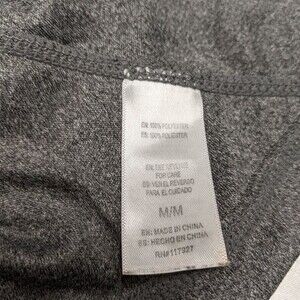 EN: 100% POLYESTER
ES: 100% POLYESTER
EN: SEE REVERSE
FOR CARE
ES: VER EL REVERSO
PARA EL CUIDADO
M/M
EN: MADE IN CHINA
ES: HECHO EN CHINA
RN#117927